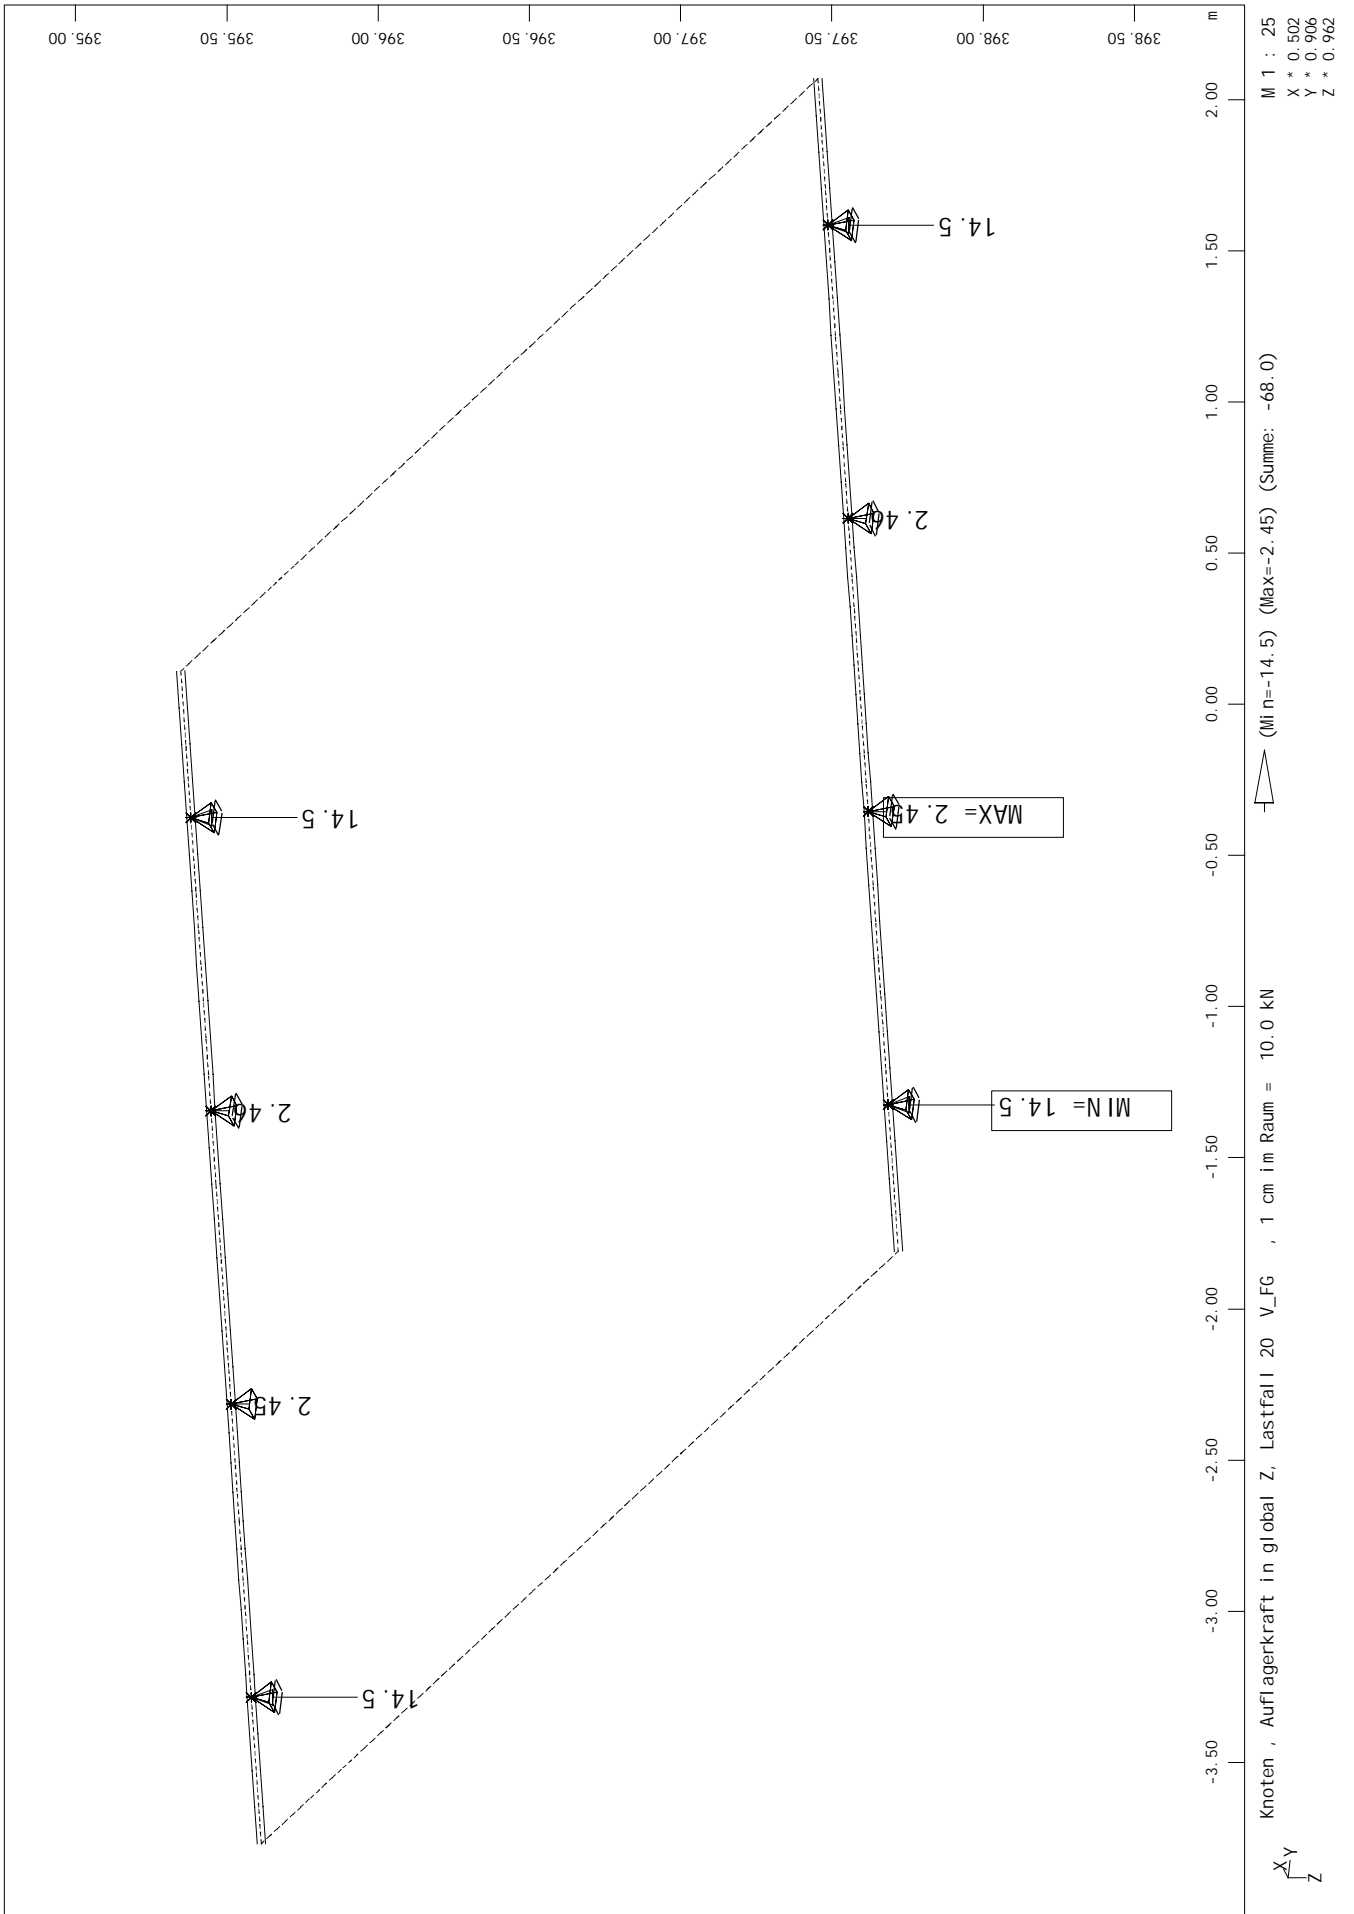 395.00
395.50
396.00
396.50
397.00
397.50
398.00
398.50
m
2.00
1.50
1.00
0.50
0.00
-0.50
-1.00
-1.50
-2.00
-2.50
-3.00
-3.50
14.5
2.46
MAX= 2.45
MIN= 14.5
14.5
2.46
2.45
14.5
Knoten , Auflagerkraft in global Z, Lastfall 20 V_FG , 1 cm im Raum = 10.0 kN (Min=-14.5) (Max=-2.45) (Summe: -68.0)
M 1 : 25
X * 0.502
Y * 0.906
Z * 0.962
X
Y
Z